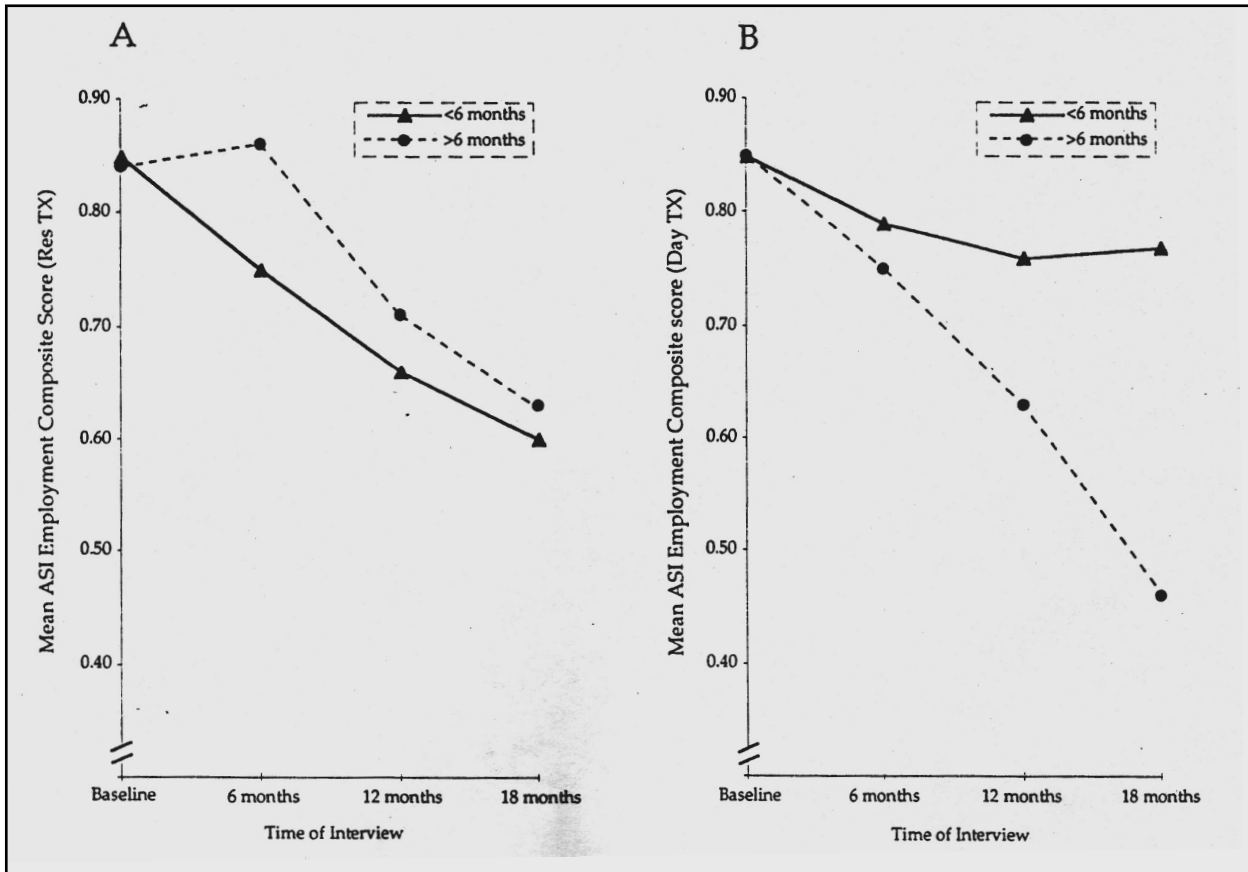 A
Mean ASI Employment Composite Score (Res TX)
0.90
0.80
0.70
0.60
0.50
0.40
<6 months
>6 months
Baseline
6 months
12 months
18 months
Time of Interview
B
Mean ASI Employment Composite score (Day TX)
0.90
0.80
0.70
0.60
0.50
0.40
<6 months
>6 months
Baseline
6 months
12 months
18 months
Time of Interview